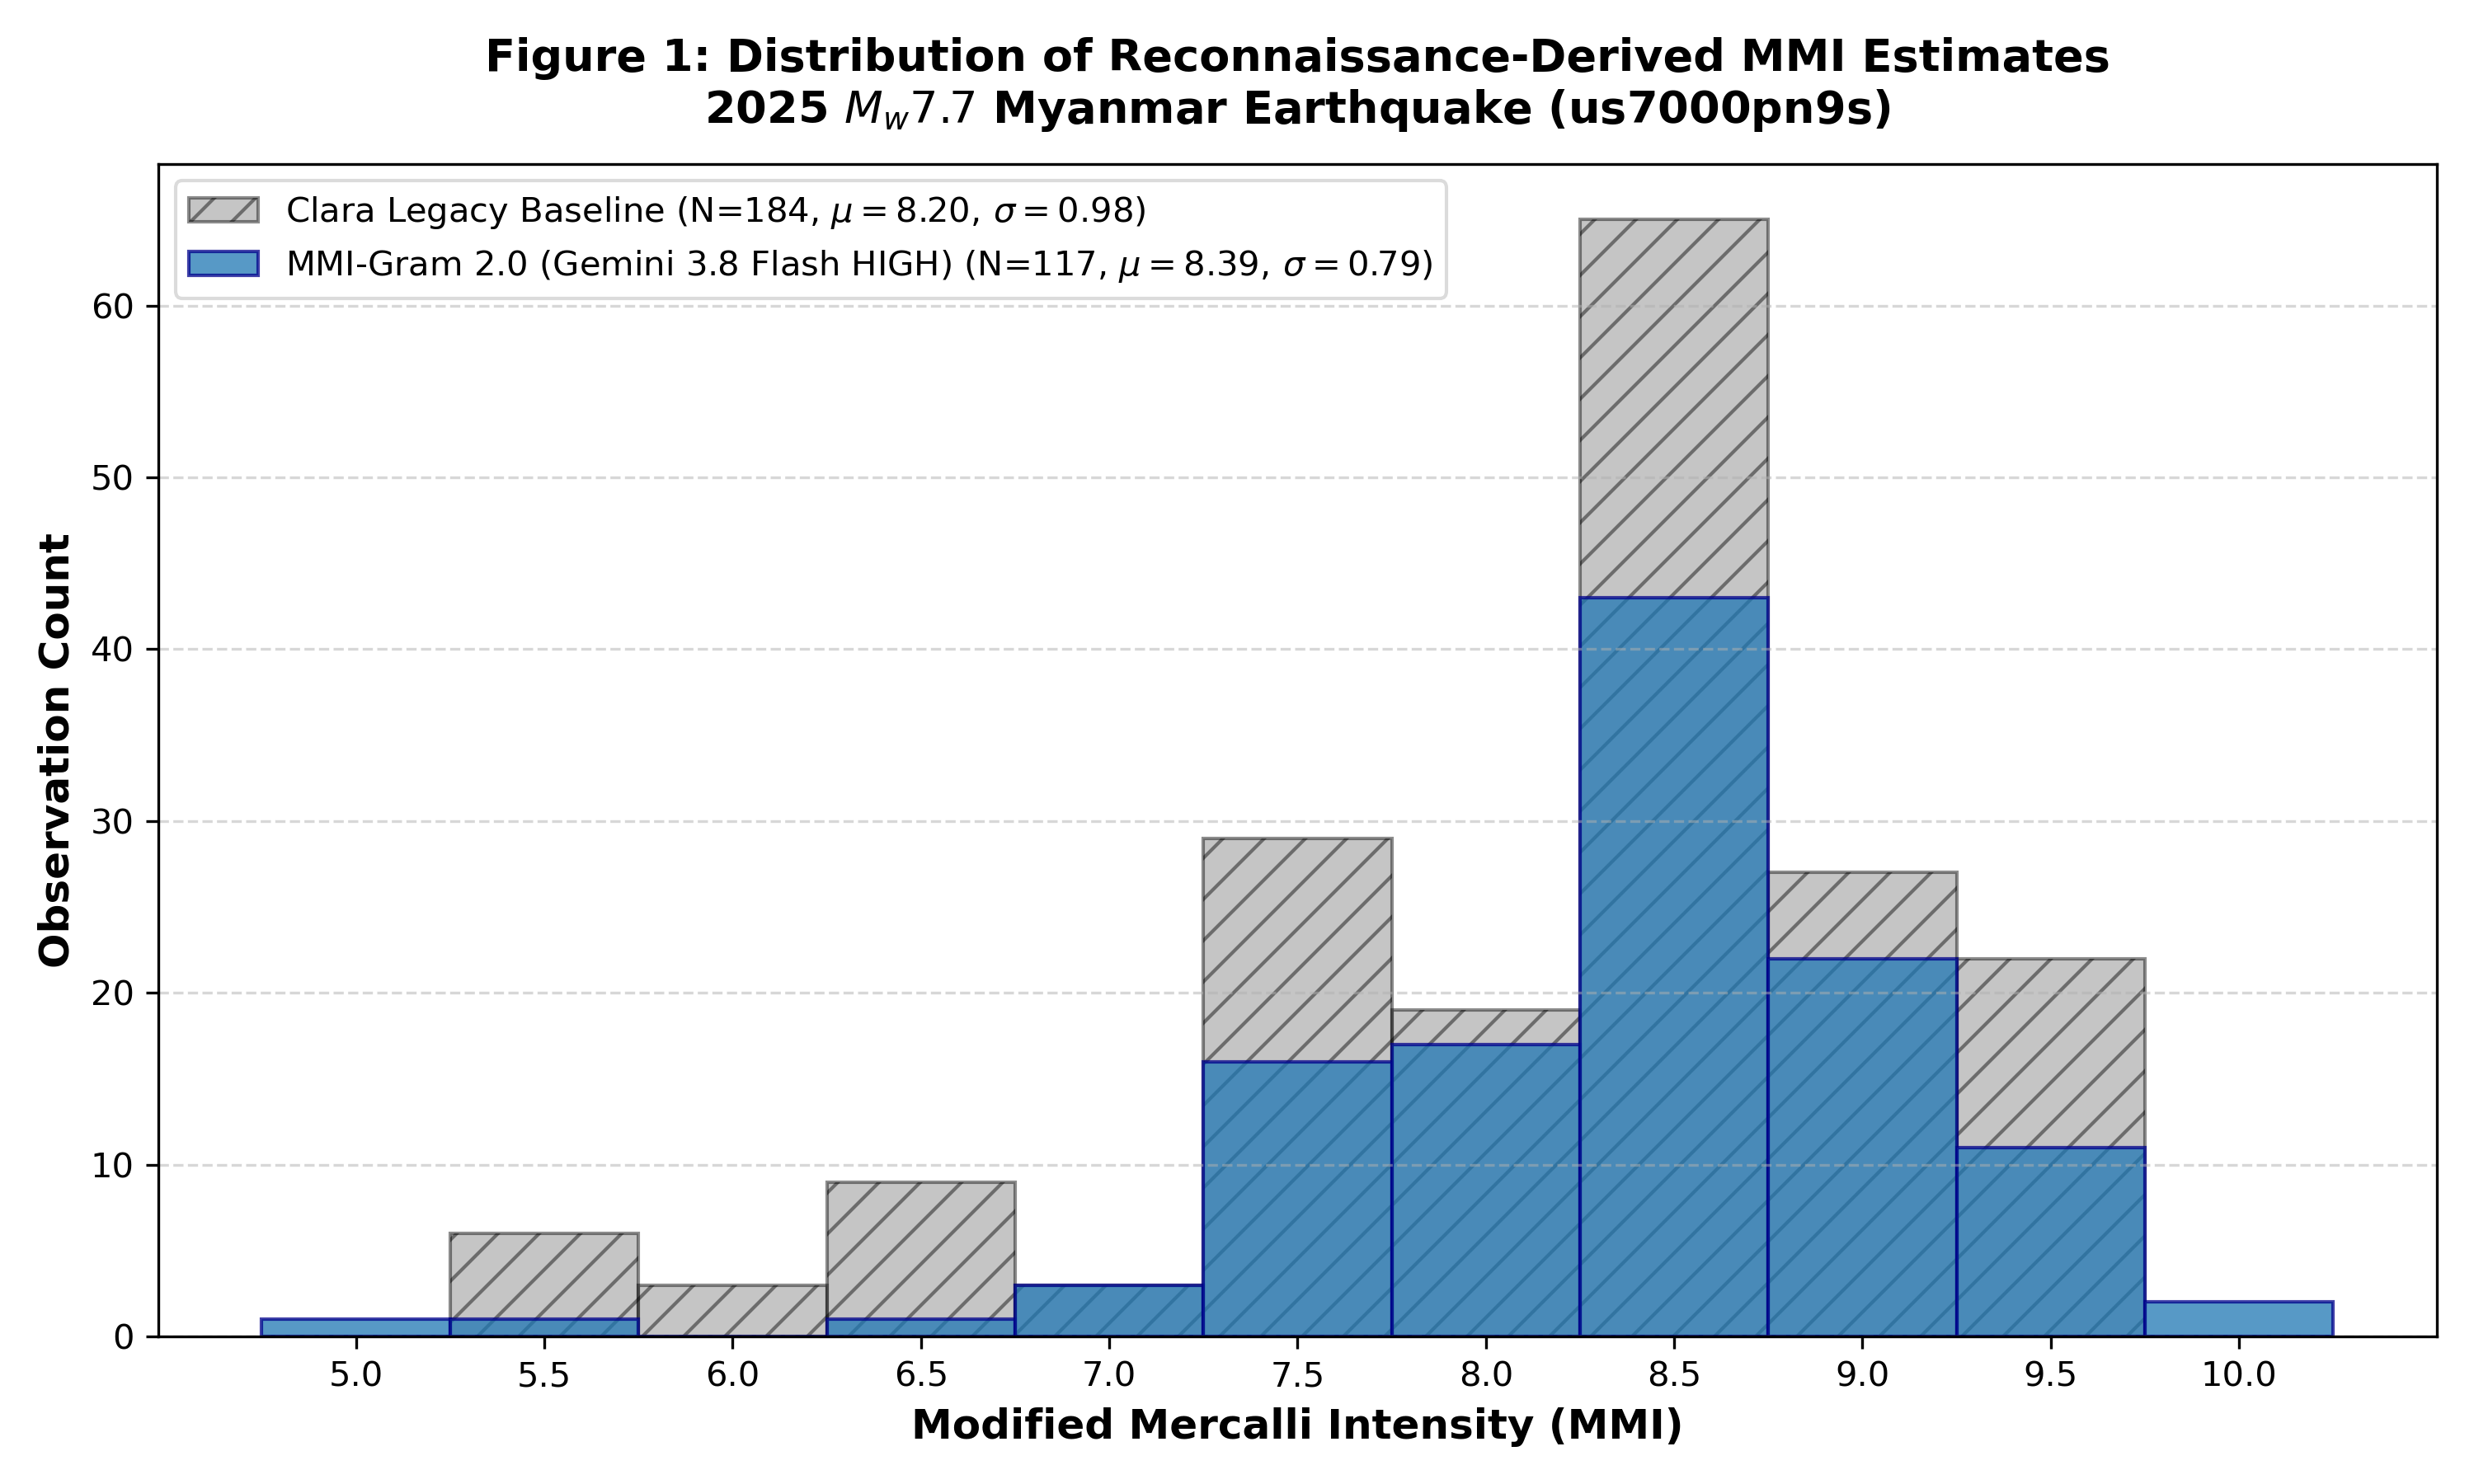 Figure 1: Distribution of Reconnaissance-Derived MMI Estimates
2025 $M_w7.7$ Myanmar Earthquake (us7000pn9s)
Clara Legacy Baseline (N=184, μ = 8.20, σ = 0.98)
MMI-Gram 2.0 (Gemini 3.8 Flash HIGH) (N=117, μ = 8.39, σ = 0.79)
Observation Count
60
50
40
30
20
10
0
5.0 5.5 6.0 6.5 7.0 7.5 8.0 8.5 9.0 9.5 10.0
Modified Mercalli Intensity (MMI)